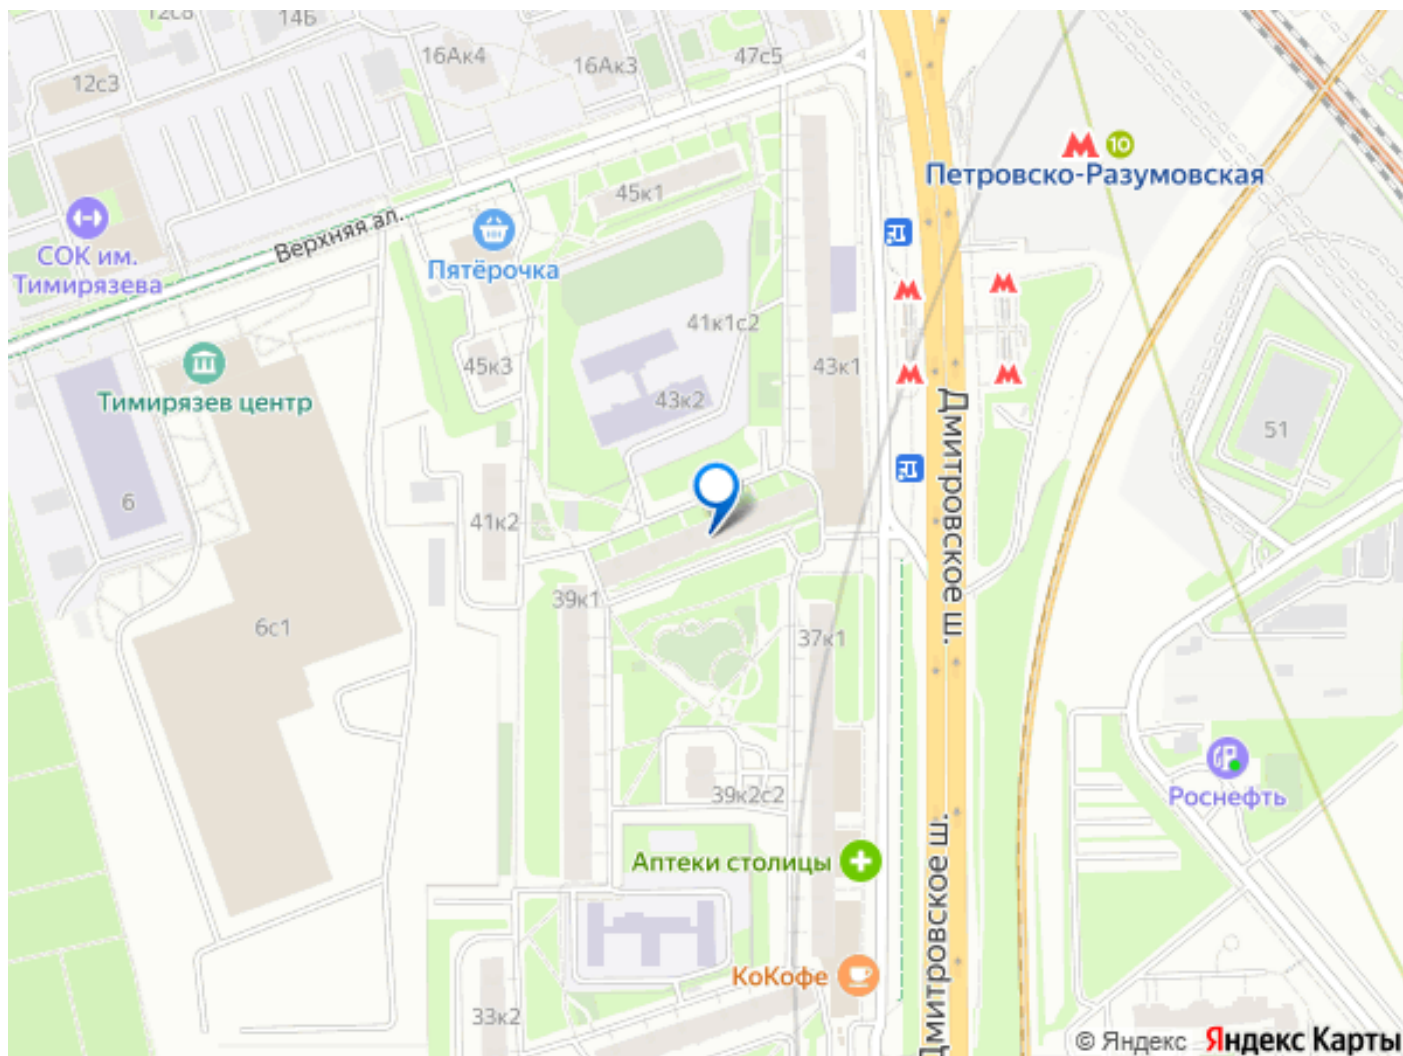 12с8
14Б
16Ак4
16Ак3
47с5
12с3
10
Петровско-Разумовская
45к1
Верхняя ал.
СОК им.
Тимирязева
Пятёрочка
41к1с2
45к3
43к1
Тимирязев центр
43к2
Дмитровское ш.
51
6
41к2
39к1
6с1
37к1
39к2с2
Роснефть
Аптеки столицы
Дмитровское ш.
КоКофе
33к2
© Яндекс Яндекс Карты